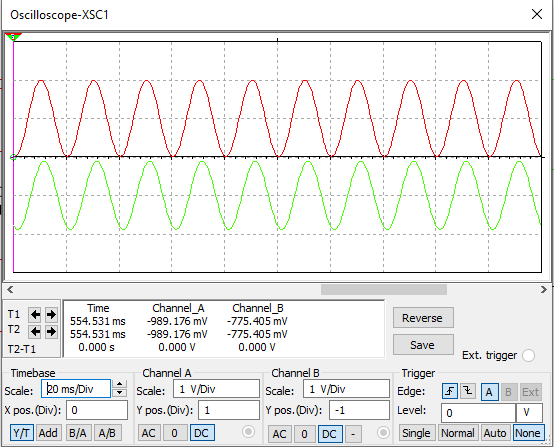 Oscilloscope-XSC1
T1
T2
T2-T1
Time Channel_A Channel_B
554.531 ms -989.176 mV -775.405 mV
554.531 ms -989.176 mV -775.405 mV
0.000 s 0.000 V 0.000 V
Reverse
Save
Ext. trigger
Timebase
Scale: 20 ms/Div
X pos.(Div): 0
Y/T Add B/A A/B
Channel A
Scale: 1 V/Div
Y pos.(Div): 1
AC 0 DC
Channel B
Scale: 1 V/Div
Y pos.(Div): -1
AC 0 DC -
Trigger
Edge: A B Ext
Level: 0 V
Single Normal Auto None